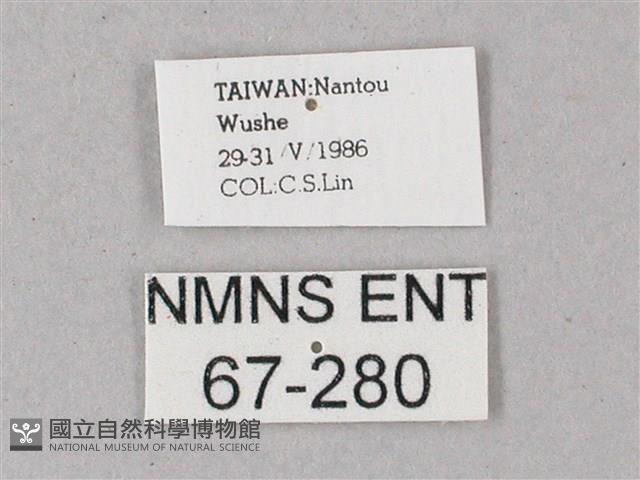 TAIWAN:Nantou
Wushe
29-31/V/1986
COL:C.S.Lin
NMNS ENT
67-280
國立自然科學博物館
NATIONAL MUSEUM OF NATURAL SCIENCE